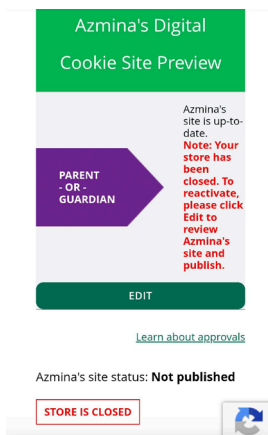 Azmina's Digital
Cookie Site Preview
PARENT
- OR -
GUARDIAN
Azmina's
site is up-to-
date.
Note: Your
store has
been
closed. To
reactivate,
please click
Edit to
review
Azmina's
site and
publish.
EDIT
Learn about approvals
Azmina's site status: Not published
STORE IS CLOSED